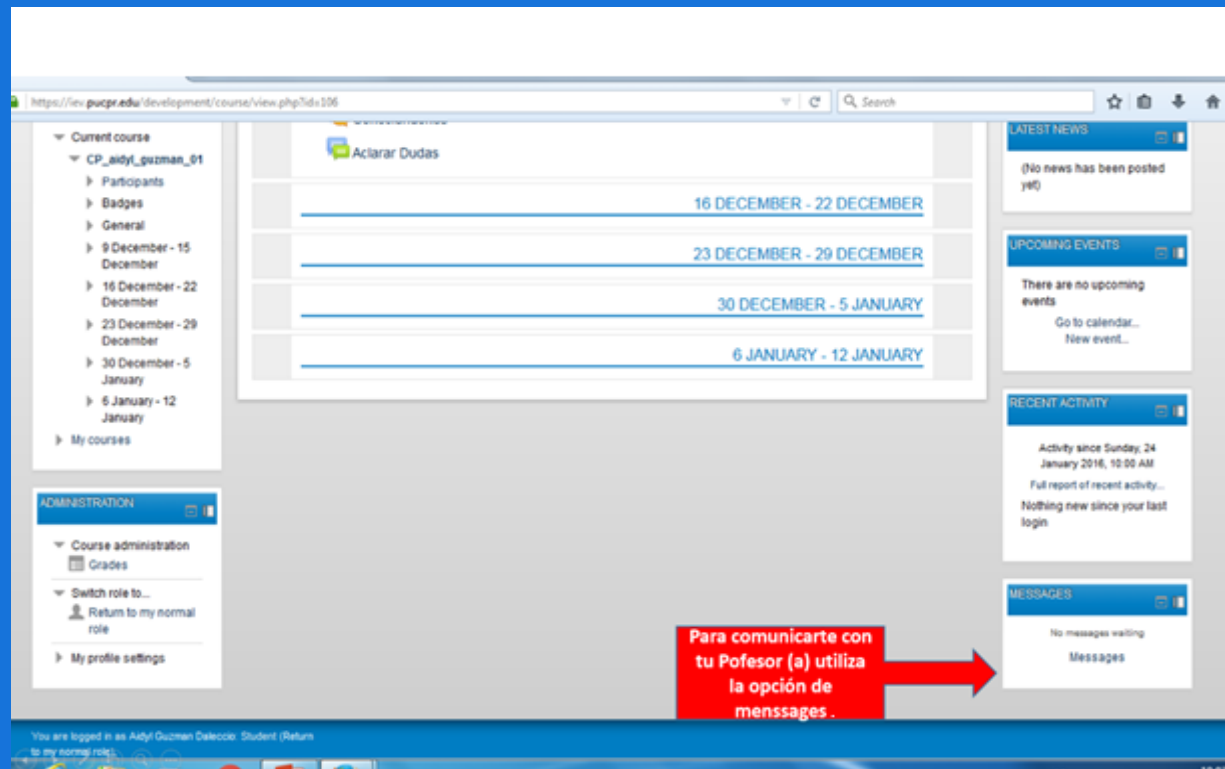 https://iev.pucpr.edu/development/course/view.php?id=106
Search
Current course
CP_aidyl_guzman_01
Participants
Badges
General
9 December - 15
December
16 December - 22
December
23 December - 29
December
30 December - 5
January
6 January - 12
January
My courses
ADMINISTRATION
Course administration
Grades
Switch role to...
Return to my normal
role
My profile settings
Aclarar Dudas
16 DECEMBER - 22 DECEMBER
23 DECEMBER - 29 DECEMBER
30 DECEMBER - 5 JANUARY
6 JANUARY - 12 JANUARY
LATEST NEWS
(No news has been posted
yet)
UPCOMING EVENTS
There are no upcoming
events
Go to calendar...
New event...
RECENT ACTIVITY
Activity since Sunday, 24
January 2016, 10:00 AM
Full report of recent activity...
Nothing new since your last
login
MESSAGES
No messages waiting
Messages
Para comunicarte con
tu Pofesor (a) utiliza
la opción de
menssages .
You are logged in as Aidyl Guzman Daleccio: Student (Return
to my normal role)